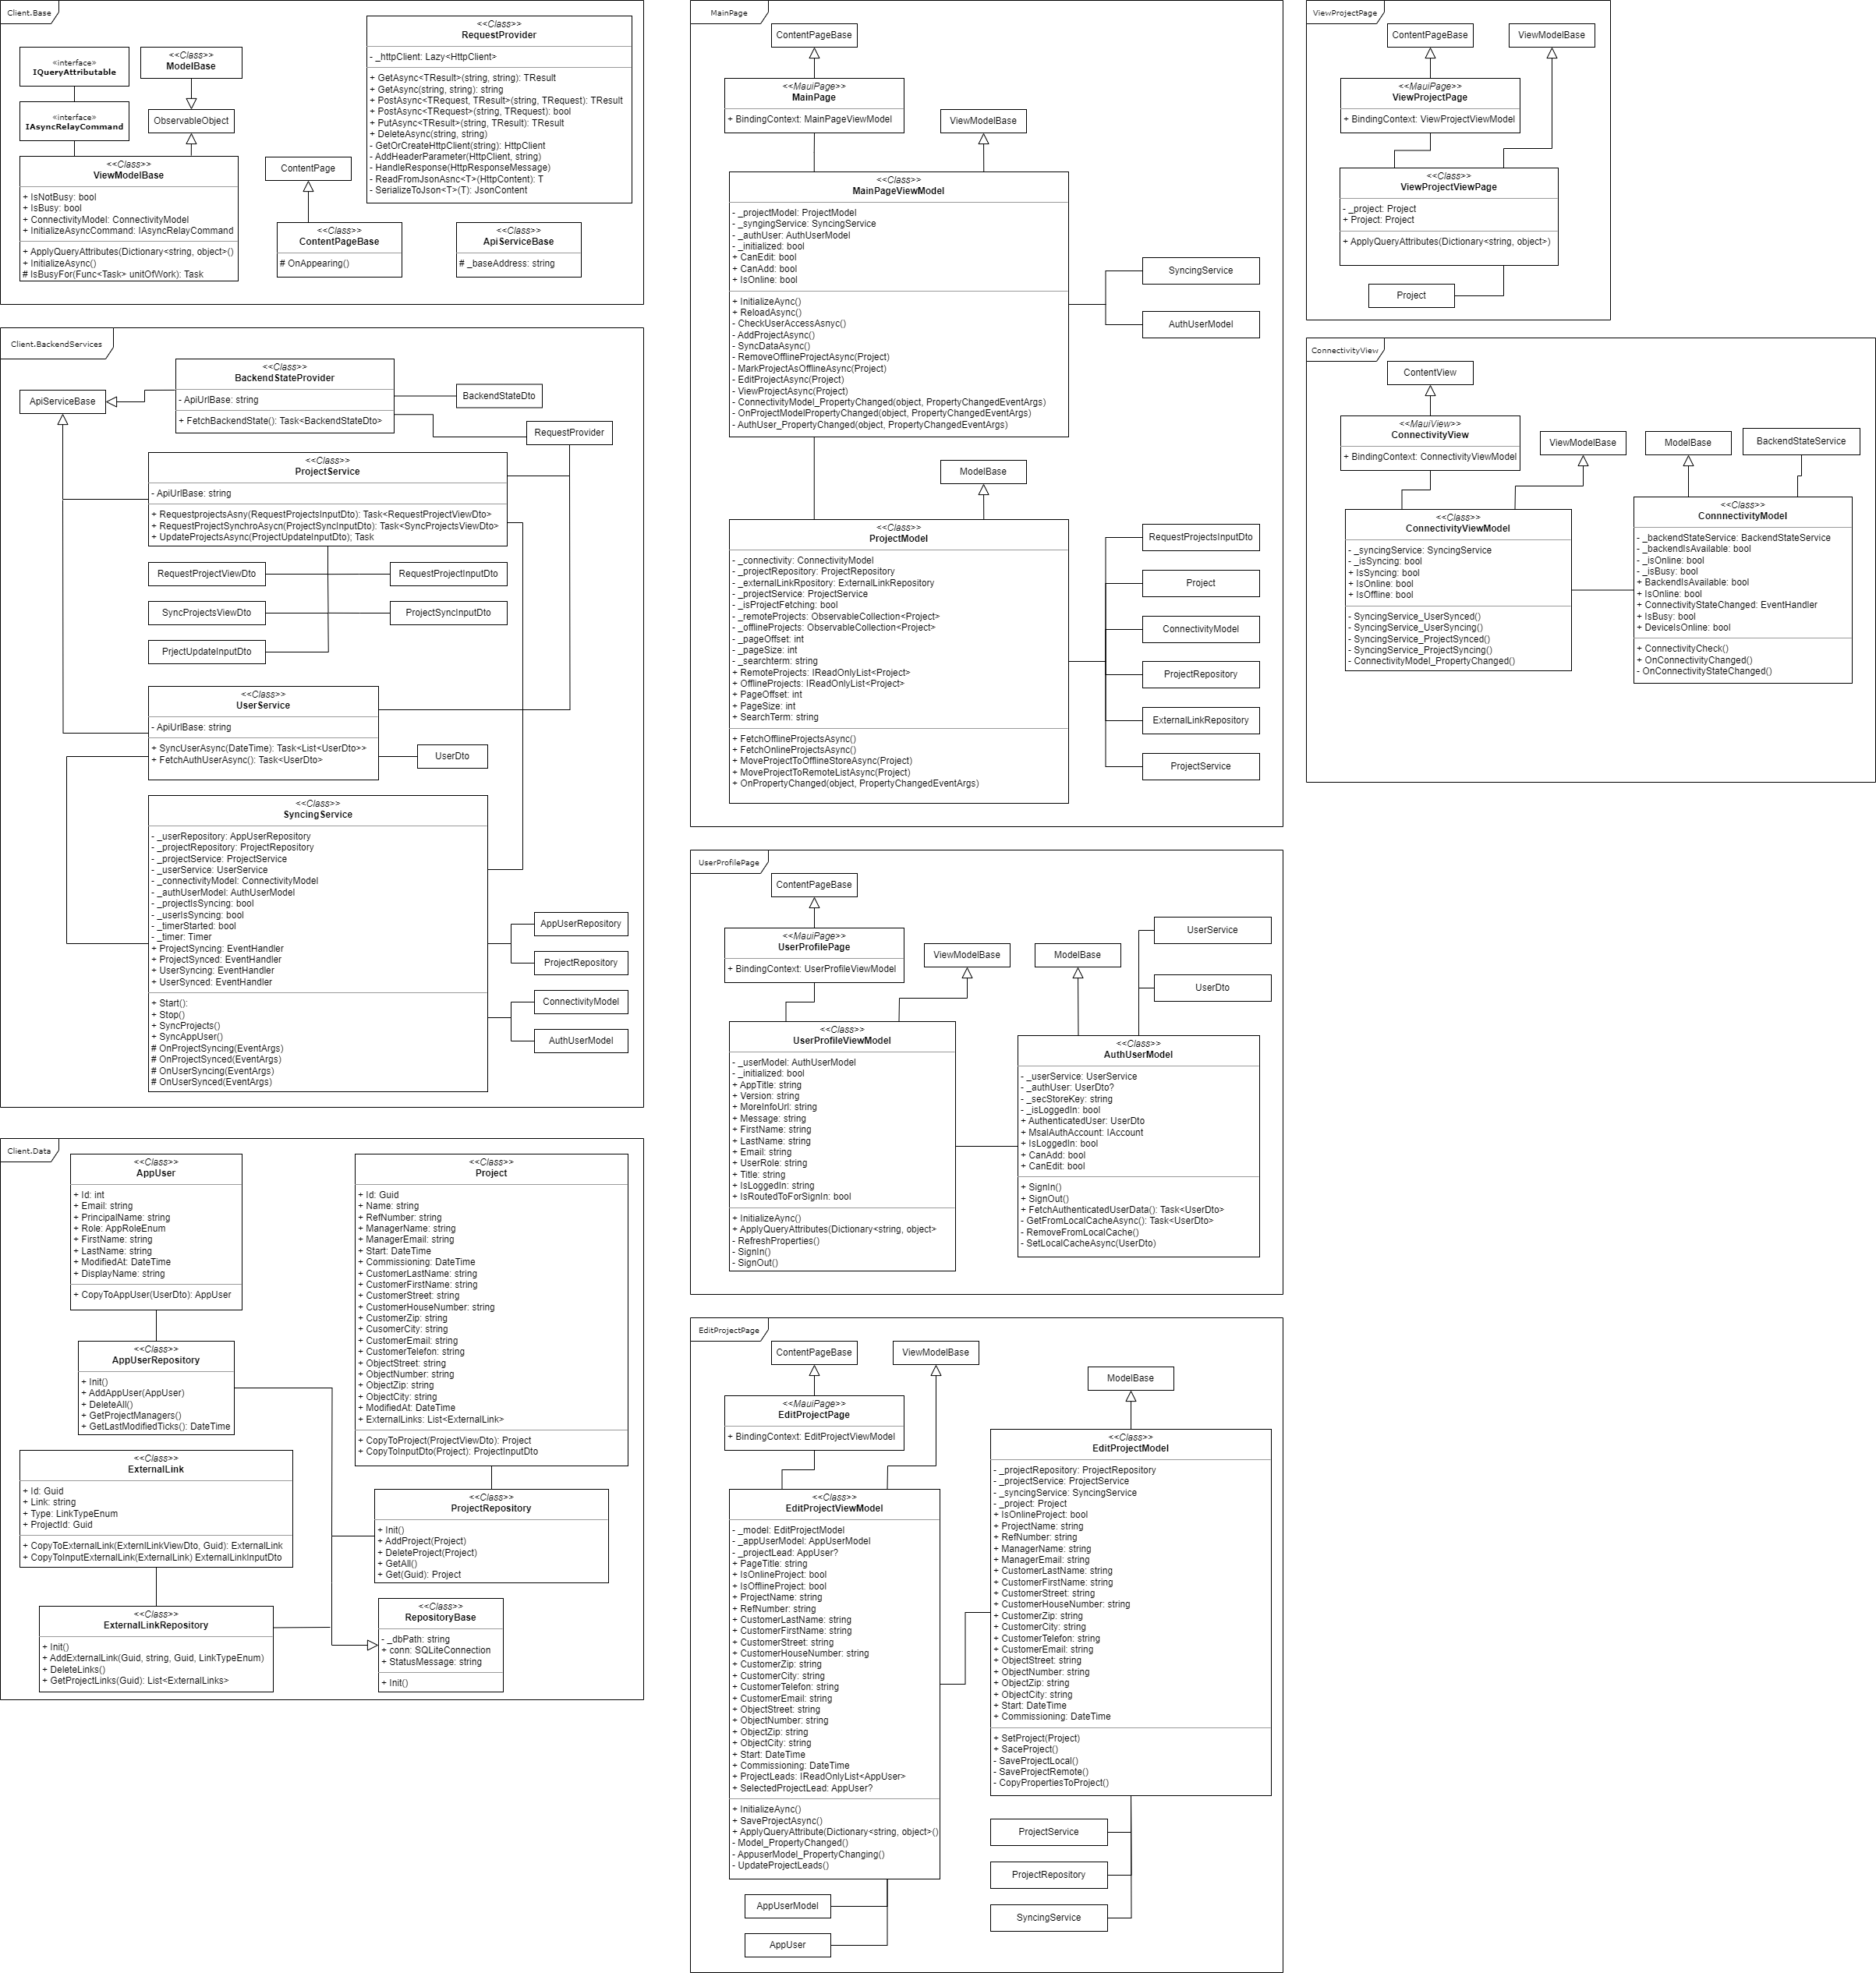 Client.Base
«interface»
IQueryAttributable
«interface»
IAsyncRelayCommand
<<Class>>
ModelBase
ObservableObject
<<Class>>
ViewModelBase
+ IsNotBusy: bool
+ IsBusy: bool
+ ConnectivityModel: ConnectivityModel
+ InitializeAsyncCommand: IAsyncRelayCommand
+ ApplyQueryAttributes(Dictionary<string, object>()
+ InitializeAsync()
# IsBusyFor(Func<Task> unitOfWork): Task
ContentPage
<<Class>>
ContentPageBase
# OnAppearing()
<<Class>>
RequestProvider
- _httpClient: Lazy<HttpClient>
+ GetAsync<TResult>(string, string): TResult
+ GetAsync(string, string): string
+ PostAsync<TRequest, TResult>(string, TRequest): TResult
+ PostAsync<TRequest>(string, TRequest): bool
+ PutAsync<TResult>(string, TResult): TResult
+ DeleteAsync(string, string)
- GetOrCreateHttpClient(string): HttpClient
- AddHeaderParameter(HttpClient, string)
- HandleResponse(HttpResponseMessage)
- ReadFromJsonAsnc<T>(HttpContent): T
- SerializeToJson<T>(T): JsonContent
<<Class>>
ApiServiceBase
# _baseAddress: string
Client.BackendServices
ApiServiceBase
<<Class>>
BackendStateProvider
- ApiUrlBase: string
+ FetchBackendState(): Task<BackendStateDto>
BackendStateDto
RequestProvider
<<Class>>
ProjectService
- ApiUrlBase: string
+ RequestprojectsAsny(RequestProjectsInputDto): Task<RequestProjectViewDto>
+ RequestProjectSynchroAsycn(ProjectSyncInputDto): Task<SyncProjectsViewDto>
+ UpdateProjectsAsync(ProjectUpdateInputDto); Task
RequestProjectViewDto
RequestProjectInputDto
SyncProjectsViewDto
ProjectSyncInputDto
PrjectUpdateInputDto
<<Class>>
UserService
- ApiUrlBase: string
+ SyncUserAsync(DateTime): Task<List<UserDto>>
+ FetchAuthUserAsync(): Task<UserDto>
UserDto
<<Class>>
SyncingService
- _userRepository: AppUserRepository
- _projectRepository: ProjectRepository
- _projectService: ProjectService
- _userService: UserService
- _connectivityModel: ConnectivityModel
- _authUserModel: AuthUserModel
- _projectIsSyncing: bool
- _userIsSyncing: bool
- _timerStarted: bool
- _timer: Timer
+ ProjectSyncing: EventHandler
+ ProjectSynced: EventHandler
+ UserSyncing: EventHandler
+ UserSynced: EventHandler
+ Start():
+ Stop()
+ SyncProjects()
+ SyncAppUser()
# OnProjectSyncing(EventArgs)
# OnProjectSynced(EventArgs)
# OnUserSyncing(EventArgs)
# OnUserSynced(EventArgs)
AppUserRepository
ProjectRepository
ConnectivityModel
AuthUserModel
Client.Data
<<Class>>
AppUser
+ Id: int
+ Email: string
+ PrincipalName: string
+ Role: AppRoleEnum
+ FirstName: string
+ LastName: string
+ ModifiedAt: DateTime
+ DisplayName: string
+ CopyToAppUser(UserDto): AppUser
<<Class>>
AppUserRepository
+ Init()
+ AddAppUser(AppUser)
+ DeleteAll()
+ GetProjectManagers()
+ GetLastModifiedTicks(): DateTime
<<Class>>
ExternalLink
+ Id: Guid
+ Link: string
+ Type: LinkTypeEnum
+ ProjectId: Guid
+ CopyToExternalLink(ExternlLinkViewDto, Guid): ExternalLink
+ CopyToInputExternalLink(ExternalLink) ExternalLinkInputDto
<<Class>>
ExternalLinkRepository
+ Init()
+ AddExternalLink(Guid, string, Guid, LinkTypeEnum)
+ DeleteLinks()
+ GetProjectLinks(Guid): List<ExternalLinks>
<<Class>>
Project
+ Id: Guid
+ Name: string
+ RefNumber: string
+ ManagerName: string
+ ManagerEmail: string
+ Start: DateTime
+ Commissioning: DateTime
+ CustomerLastName: string
+ CustomerFirstName: string
+ CustomerStreet: string
+ CustomerHouseNumber: string
+ CustomerZip: string
+ CusomerCity: string
+ CustomerEmail: string
+ CustomerTelefon: string
+ ObjectStreet: string
+ ObjectNumber: string
+ ObjectZip: string
+ ObjectCity: string
+ ModifiedAt: DateTime
+ ExternalLinks: List<ExternalLink>
+ CopyToProject(ProjectViewDto): Project
+ CopyToInputDto(Project): ProjectInputDto
<<Class>>
ProjectRepository
+ Init()
+ AddProject(Project)
+ DeleteProject(Project)
+ GetAll()
+ Get(Guid): Project
<<Class>>
RepositoryBase
- _dbPath: string
+ conn: SQLiteConnection
+ StatusMessage: string
+ Init()
MainPage
ContentPageBase
<<MauiPage>>
MainPage
+ BindingContext: MainPageViewModel
ViewModelBase
<<Class>>
MainPageViewModel
- _projectModel: ProjectModel
- _syngingService: SyncingService
- _authUser: AuthUserModel
- _initialized: bool
+ CanEdit: bool
+ CanAdd: bool
+ IsOnline: bool
+ InitializeAync()
+ ReloadAsync()
- CheckUserAccessAsnyc()
- AddProjectAsync()
- SyncDataAsync()
- RemoveOfflineProjectAsync(Project)
- MarkProjectAsOfflineAsync(Project)
- EditProjectAsync(Project)
- ViewProjectAsync(Project)
- ConnectivityModel_PropertyChanged(object, PropertyChangedEventArgs)
- OnProjectModelPropertyChanged(object, PropertyChangedEventArgs)
- AuthUser_PropertyChanged(object, PropertyChangedEventArgs)
SyncingService
AuthUserModel
ModelBase
<<Class>>
ProjectModel
- _connectivity: ConnectivityModel
- _projectRepository: ProjectRepository
- _externalLinkRpository: ExternalLinkRepository
- _projectService: ProjectService
- _isProjectFetching: bool
- _remoteProjects: ObservableCollection<Project>
- _offlineProjects: ObservableCollection<Project>
- _pageOffset: int
- _pageSize: int
- _searchterm: string
+ RemoteProjects: IReadOnlyList<Project>
+ OfflineProjects: IReadOnlyList<Project>
+ PageOffset: int
+ PageSize: int
+ SearchTerm: string
+ FetchOfflineProjectsAsync()
+ FetchOnlineProjectsAsync()
+ MoveProjectToOfflineStoreAsync(Project)
+ MoveProjectToRemoteListAsync(Project)
+ OnPropertyChanged(object, PropertyChangedEventArgs)
RequestProjectsInputDto
Project
ConnectivityModel
ProjectRepository
ExternalLinkRepository
ProjectService
UserProfilePage
ContentPageBase
<<MauiPage>>
UserProfilePage
+ BindingContext: UserProfileViewModel
ViewModelBase
ModelBase
UserService
UserDto
<<Class>>
UserProfileViewModel
- _userModel: AuthUserModel
- _initialized: bool
+ AppTitle: string
+ Version: string
+ MoreInfoUrl: string
+ Message: string
+ FirstName: string
+ LastName: string
+ Email: string
+ UserRole: string
+ Title: string
+ IsLoggedIn: string
+ IsRoutedToForSignIn: bool
+ InitializeAync()
+ ApplyQueryAttributes(Dictionary<string, object>
- RefreshProperties()
- SignIn()
- SignOut()
<<Class>>
AuthUserModel
- _userService: UserService
- _authUser: UserDto?
- _secStoreKey: string
- _isLoggedIn: bool
+ AuthenticatedUser: UserDto
+ MsalAuthAccount: IAccount
+ IsLoggedIn: bool
+ CanAdd: bool
+ CanEdit: bool
+ SignIn()
+ SignOut()
+ FetchAuthenticatedUserData(): Task<UserDto>
- GetFromLocalCacheAsync(): Task<UserDto>
- RemoveFromLocalCache()
- SetLocalCacheAsync(UserDto)
EditProjectPage
ContentPageBase
ViewModelBase
<<MauiPage>>
EditProjectPage
+ BindingContext: EditProjectViewModel
<<Class>>
EditProjectViewModel
- _model: EditProjectModel
- _appUserModel: AppUserModel
- _projectLead: AppUser?
+ PageTitle: string
+ IsOnlineProject: bool
+ IsOfflineProject: bool
+ ProjectName: string
+ RefNumber: string
+ CustomerLastName: string
+ CustomerFirstName: string
+ CustomerStreet: string
+ CustomerHouseNumber: string
+ CustomerZip: string
+ CustomerCity: string
+ CustomerTelefon: string
+ CustomerEmail: string
+ ObjectStreet: string
+ ObjectNumber: string
+ ObjectZip: string
+ ObjectCity: string
+ Start: DateTime
+ Commissioning: DateTime
+ ProjectLeads: IReadOnlyList<AppUser>
+ SelectedProjectLead: AppUser?
+ InitializeAync()
+ SaveProjectAsync()
+ ApplyQueryAttribute(Dictionary<string, object>()
- Model_PropertyChanged()
- AppuserModel_PropertyChanging()
- UpdateProjectLeads()
AppUserModel
AppUser
ModelBase
<<Class>>
EditProjectModel
- _projectRepository: ProjectRepository
- _projectService: ProjectService
- _syncingService: SyncingService
- _project: Project
+ IsOnlineProject: bool
+ ProjectName: string
+ RefNumber: string
+ ManagerName: string
+ ManagerEmail: string
+ CustomerLastName: string
+ CustomerFirstName: string
+ CustomerStreet: string
+ CustomerHouseNumber: string
+ CustomerZip: string
+ CustomerCity: string
+ CustomerTelefon: string
+ CustomerEmail: string
+ ObjectStreet: string
+ ObjectNumber: string
+ ObjectZip: string
+ ObjectCity: string
+ Start: DateTime
+ Commissioning: DateTime
+ SetProject(Project)
+ SaceProject()
- SaveProjectLocal()
- SaveProjectRemote()
- CopyPropertiesToProject()
ProjectService
ProjectRepository
SyncingService
ViewProjectPage
ContentPageBase
ViewModelBase
<<MauiPage>>
ViewProjectPage
+ BindingContext: ViewProjectViewModel
<<Class>>
ViewProjectViewPage
- _project: Project
+ Project: Project
+ ApplyQueryAttributes(Dictionary<string, object>)
Project
ConnectivityView
ContentView
<<MauiView>>
ConnectivityView
+ BindingContext: ConnectivityViewModel
ViewModelBase
ModelBase
BackendStateService
<<Class>>
ConnectivityViewModel
- _syncingService: SyncingService
- _isSyncing: bool
+ IsSyncing: bool
+ IsOnline: bool
+ IsOffline: bool
- SyncingService_UserSynced()
- SyncingService_UserSyncing()
- SyncingService_ProjectSynced()
- SyncingService_ProjectSyncing()
- ConnectivityModel_PropertyChanged()
<<Class>>
ConnnectivityModel
- _backendStateService: BackendStateService
- _backendIsAvailable: bool
- _isOnline: bool
- _isBusy: bool
+ BackendIsAvailable: bool
+ IsOnline: bool
+ ConnectivityStateChanged: EventHandler
+ IsBusy: bool
+ DeviceIsOnline: bool
+ ConnectivityCheck()
+ OnConnectivityChanged()
- OnConnectivityStateChanged()